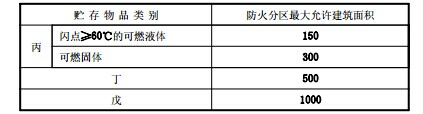 贮存物品类别 防火分区最大允许建筑面积
丙 闪点≥60℃的可燃液体 150
可燃固体 300
丁 500
戊 1000